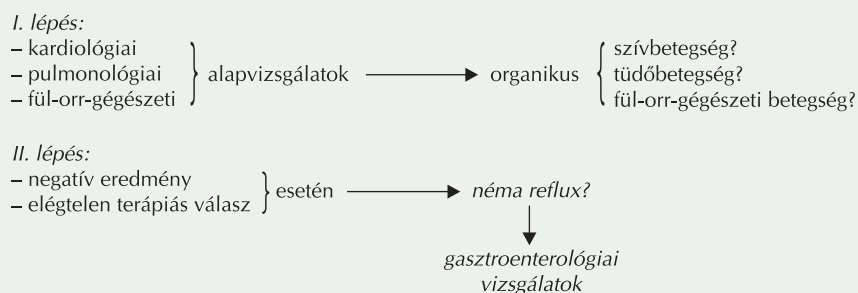 I. lépés:
– kardiológiai
– pulmonológiai
– fül-orr-gégészeti
alapvizsgálatok
organikus
szívbetegség?
tüdőbetegség?
fül-orr-gégészeti betegség?
II. lépés:
– negatív eredmény
– elégtelen terápiás válasz
esetén
néma reflux?
gasztroenterológiai
vizsgálatok